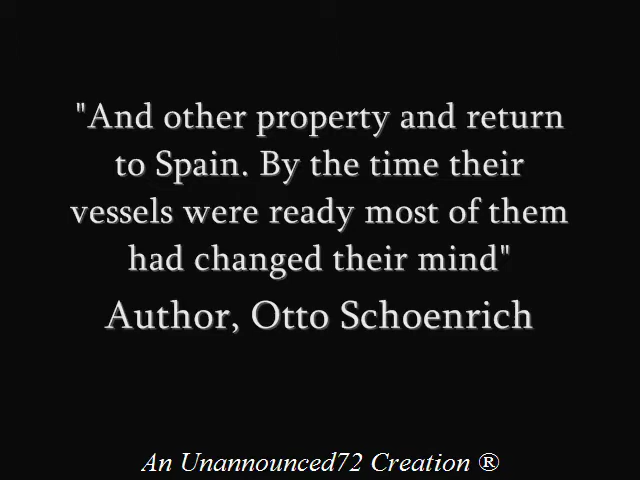 "And other property and return
to Spain. By the time their
vessels were ready most of them
had changed their mind"
Author, Otto Schoenrich
An Unannounced72 Creation ®